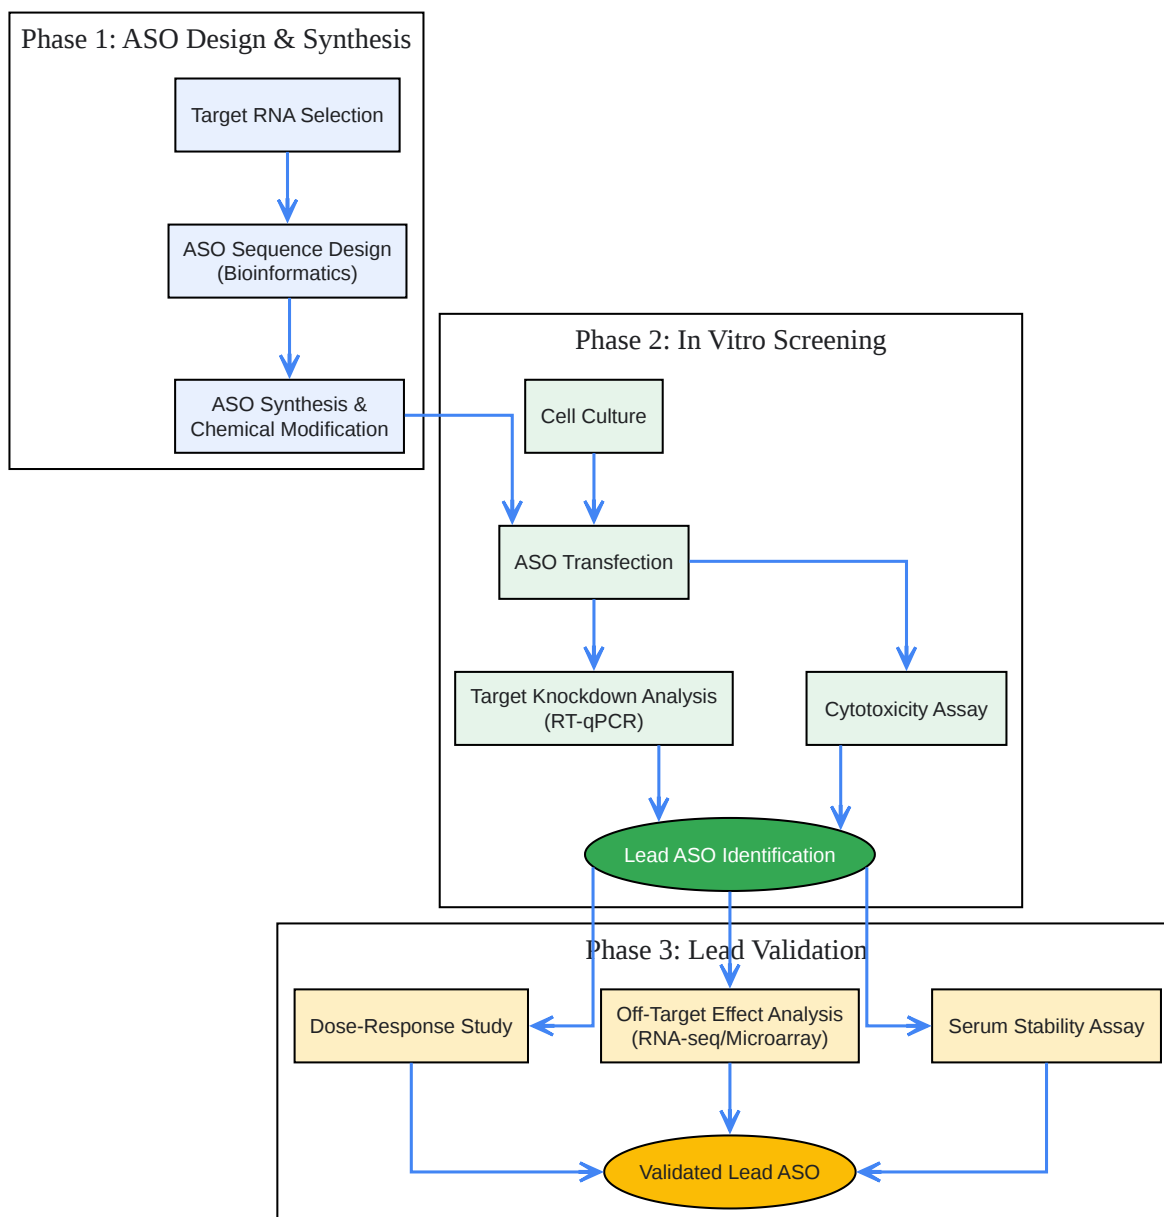 Phase 1: ASO Design & Synthesis
Target RNA Selection
ASO Sequence Design
(Bioinformatics)
ASO Synthesis &
Chemical Modification
Phase 2: In Vitro Screening
Cell Culture
ASO Transfection
Target Knockdown Analysis
(RT-qPCR)
Cytotoxicity Assay
Lead ASO Identification
Phase 3: Lead Validation
Dose-Response Study
Off-Target Effect Analysis
(RNA-seq/Microarray)
Serum Stability Assay
Validated Lead ASO